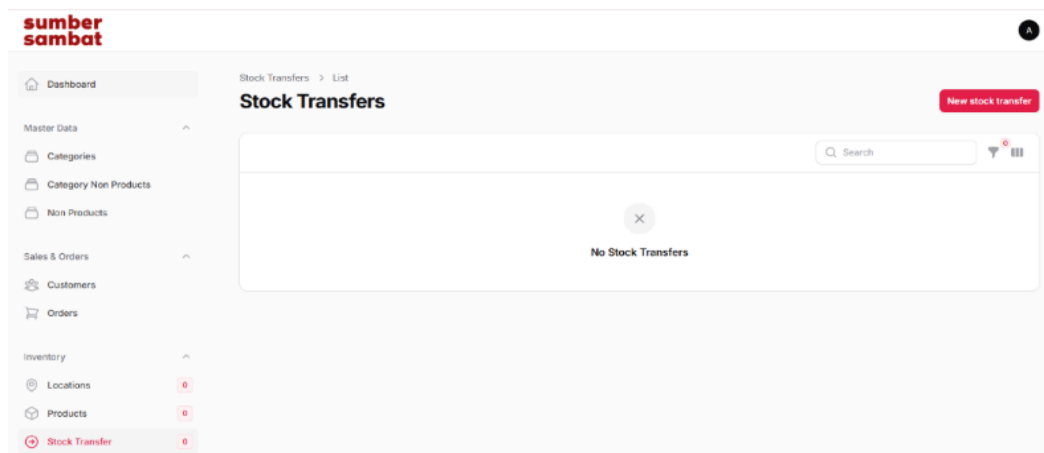 sumber
sambat
A
Dashboard
Master Data
Categories
Category Non Products
Non Products
Sales & Orders
Customers
Orders
Inventory
Locations 0
Products 0
Stock Transfer 0
Stock Transfers > List
Stock Transfers
New stock transfer
Search
0
No Stock Transfers